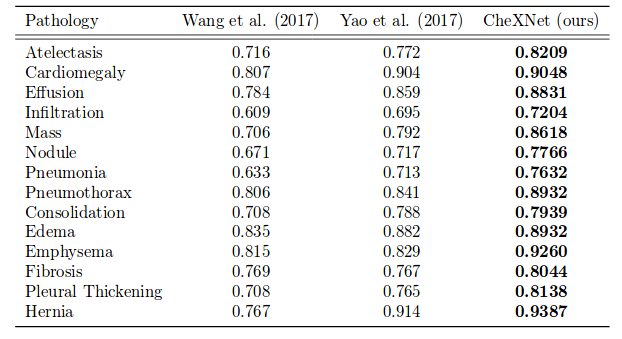 Pathology Wang et al. (2017) Yao et al. (2017) CheXNet (ours)
Atelectasis 0.716 0.772 0.8209
Cardiomegaly 0.807 0.904 0.9048
Effusion 0.784 0.859 0.8831
Infiltration 0.609 0.695 0.7204
Mass 0.706 0.792 0.8618
Nodule 0.671 0.717 0.7766
Pneumonia 0.633 0.713 0.7632
Pneumothorax 0.806 0.841 0.8932
Consolidation 0.708 0.788 0.7939
Edema 0.835 0.882 0.8932
Emphysema 0.815 0.829 0.9260
Fibrosis 0.769 0.767 0.8044
Pleural Thickening 0.708 0.765 0.8138
Hernia 0.767 0.914 0.9387